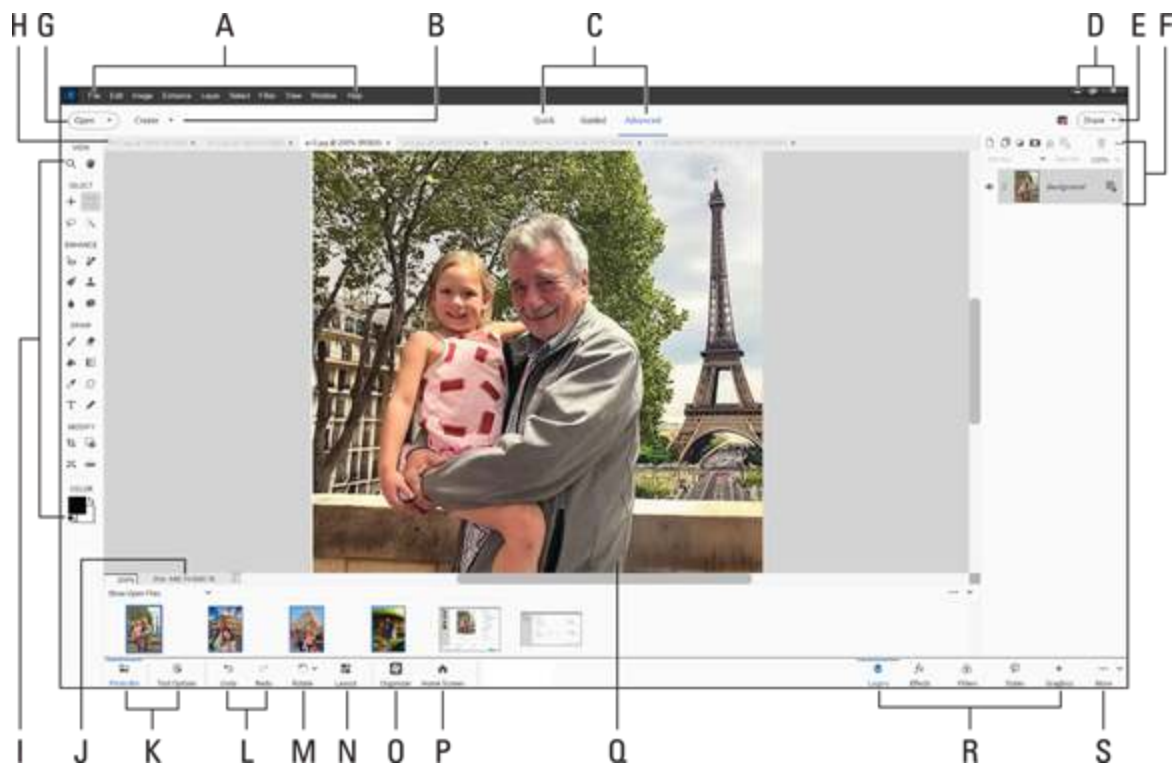 H G A B C D E F
File Edit Image Enhance Layer Select Filter View Window Help
Open Create Quick Guided Advanced Share
VIEW
SELECT
ENHANCE
DRAW
MODIFY
COLOR
Background
100%
Show Open Files
Photo Bin Tool Options Undo Redo Rotate Layout Organizer Home Screen Layers Effects Filters Styles Graphics More
I J K L M N O P Q R S